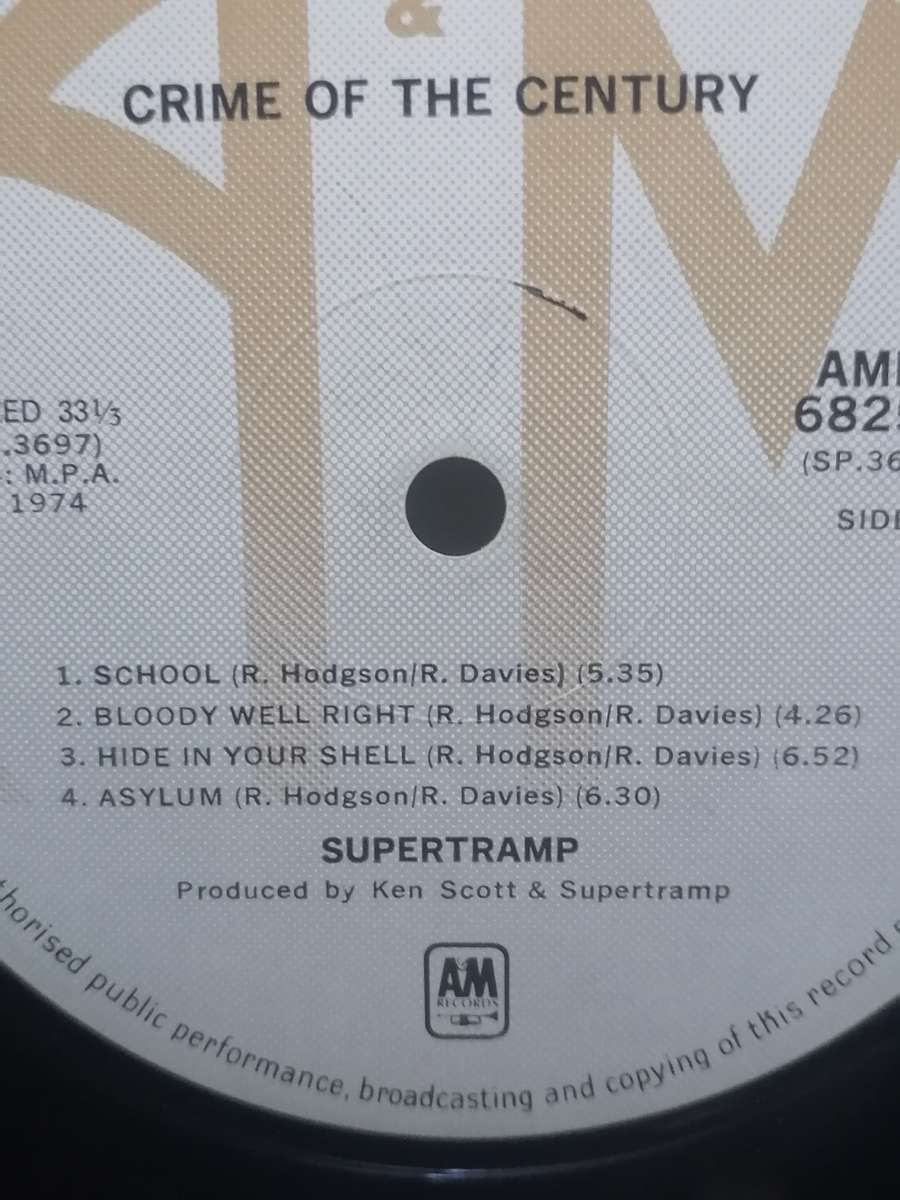 &
CRIME OF THE CENTURY
ED 33⅓
.3697)
: M.P.A.
1974
AM
682
(SP.36
SIDE
1. SCHOOL (R. Hodgson/R. Davies) (5.35)
2. BLOODY WELL RIGHT (R. Hodgson/R. Davies) (4.26)
3. HIDE IN YOUR SHELL (R. Hodgson/R. Davies) (6.52)
4. ASYLUM (R. Hodgson/R. Davies) (6.30)
SUPERTRAMP
Produced by Ken Scott & Supertramp
A&M
RECORDS
thorised public performance, broadcasting and copying of this record